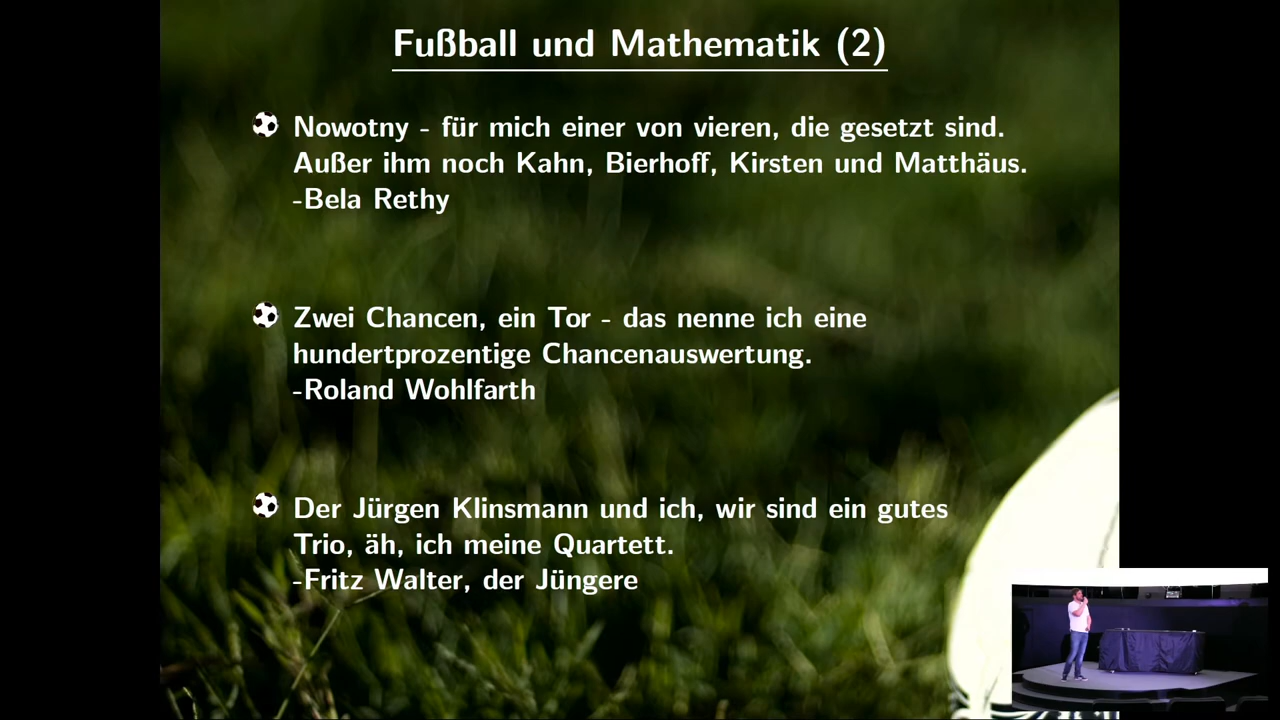 Fußball und Mathematik (2)
Nowotny - für mich einer von vieren, die gesetzt sind.
Außer ihm noch Kahn, Bierhoff, Kirsten und Matthäus.
-Bela Rethy
Zwei Chancen, ein Tor - das nenne ich eine
hundertprozentige Chancenauswertung.
-Roland Wohlfarth
Der Jürgen Klinsmann und ich, wir sind ein gutes
Trio, äh, ich meine Quartett.
-Fritz Walter, der Jüngere